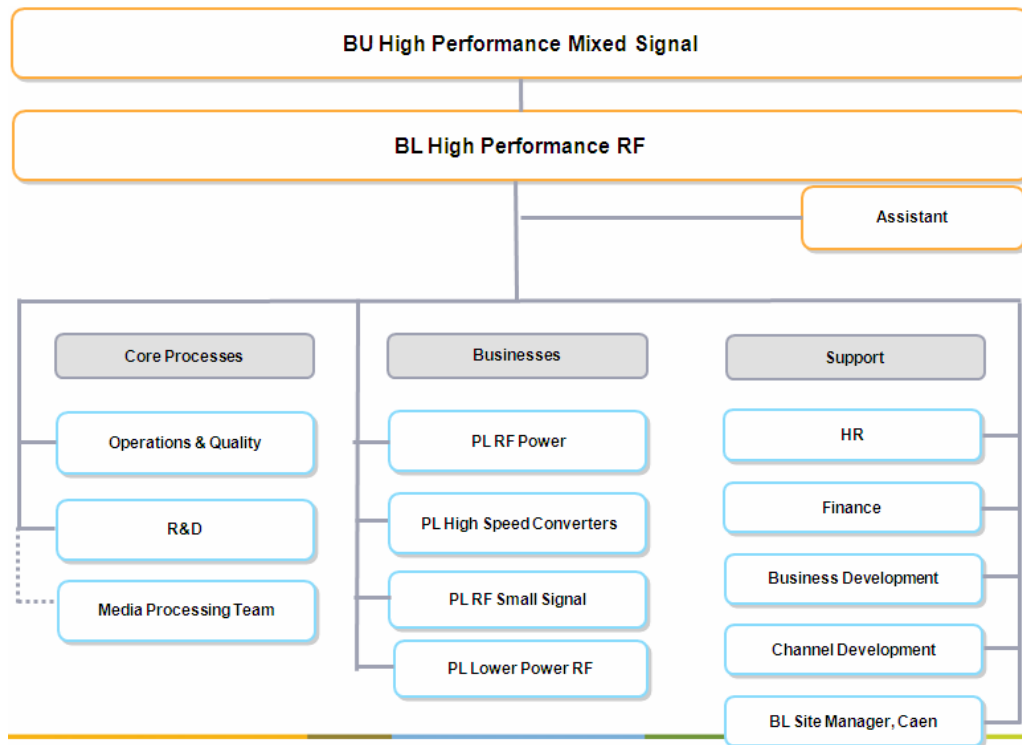 BU High Performance Mixed Signal
BL High Performance RF
Assistant
Core Processes
Operations & Quality
R&D
Media Processing Team
Businesses
PL RF Power
PL High Speed Converters
PL RF Small Signal
PL Lower Power RF
Support
HR
Finance
Business Development
Channel Development
BL Site Manager, Caen